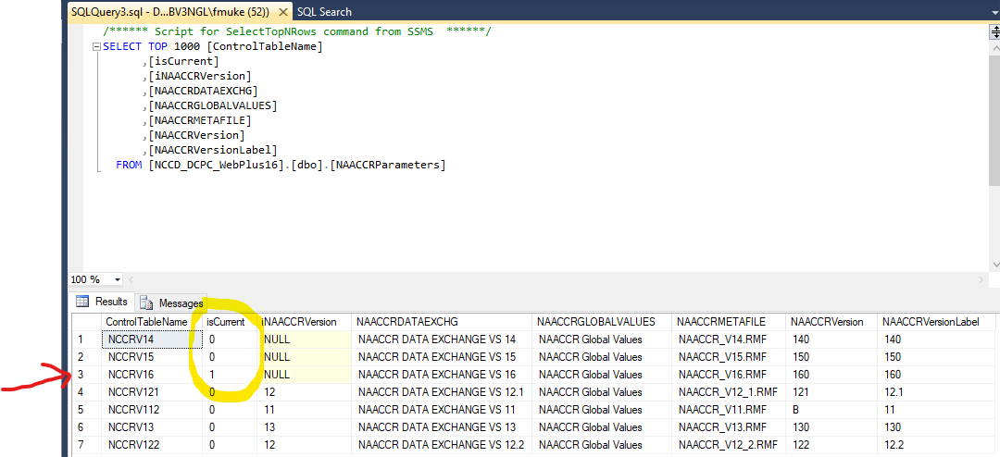 SQLQuery3.sql - D...BV3NGL\fmuke (52)) × SQL Search
/****** Script for SelectTopNRows command from SSMS ******/
SELECT TOP 1000 [ControlTableName]
,[isCurrent]
,[iNAACCRVersion]
,[NAACCRDATAEXCHG]
,[NAACCRGLOBALVALUES]
,[NAACCRMETAFILE]
,[NAACCRVersion]
,[NAACCRVersionLabel]
FROM [NCCD_DCPC_WebPlus16].[dbo].[NAACCRParameters]
100 %
Results Messages
ControlTableName isCurrent iNAACCRVersion NAACCRDATAEXCHG NAACCRGLOBALVALUES NAACCRMETAFILE NAACCRVersion NAACCRVersionLabel
1 NCCRV14 0 NULL NAACCR DATA EXCHANGE VS 14 NAACCR Global Values NAACCR_V14.RMF 140 140
2 NCCRV15 0 NULL NAACCR DATA EXCHANGE VS 15 NAACCR Global Values NAACCR_V15.RMF 150 150
3 NCCRV16 1 NULL NAACCR DATA EXCHANGE VS 16 NAACCR Global Values NAACCR_V16.RMF 160 160
4 NCCRV121 0 12 NAACCR DATA EXCHANGE VS 12.1 NAACCR Global Values NAACCR_V12_1.RMF 121 12.1
5 NCCRV112 0 11 NAACCR DATA EXCHANGE VS 11 NAACCR Global Values NAACCR_V11.RMF B 11
6 NCCRV13 0 13 NAACCR DATA EXCHANGE VS 13 NAACCR Global Values NAACCR_V13.RMF 130 130
7 NCCRV122 0 12 NAACCR DATA EXCHANGE VS 12.2 NAACCR Global Values NAACCR_V12_2.RMF 122 12.2